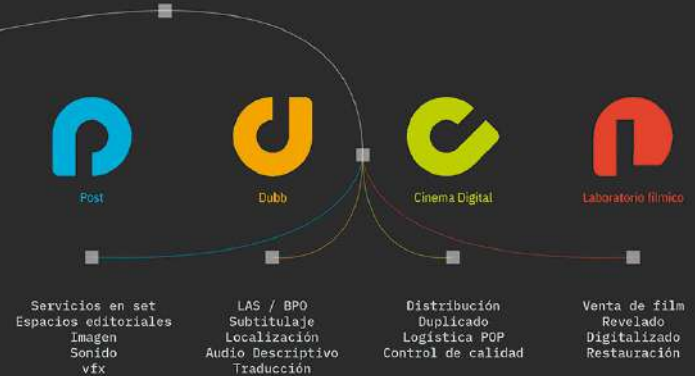 Post
Dubb
Cinema Digital
Laboratorio fílmico
Servicios en set
Espacios editoriales
Imagen
Sonido
vfx
LAS / BPO
Subtitulaje
Localización
Audio Descriptivo
Traducción
Distribución
Duplicado
Logística POP
Control de calidad
Venta de film
Revelado
Digitalizado
Restauración